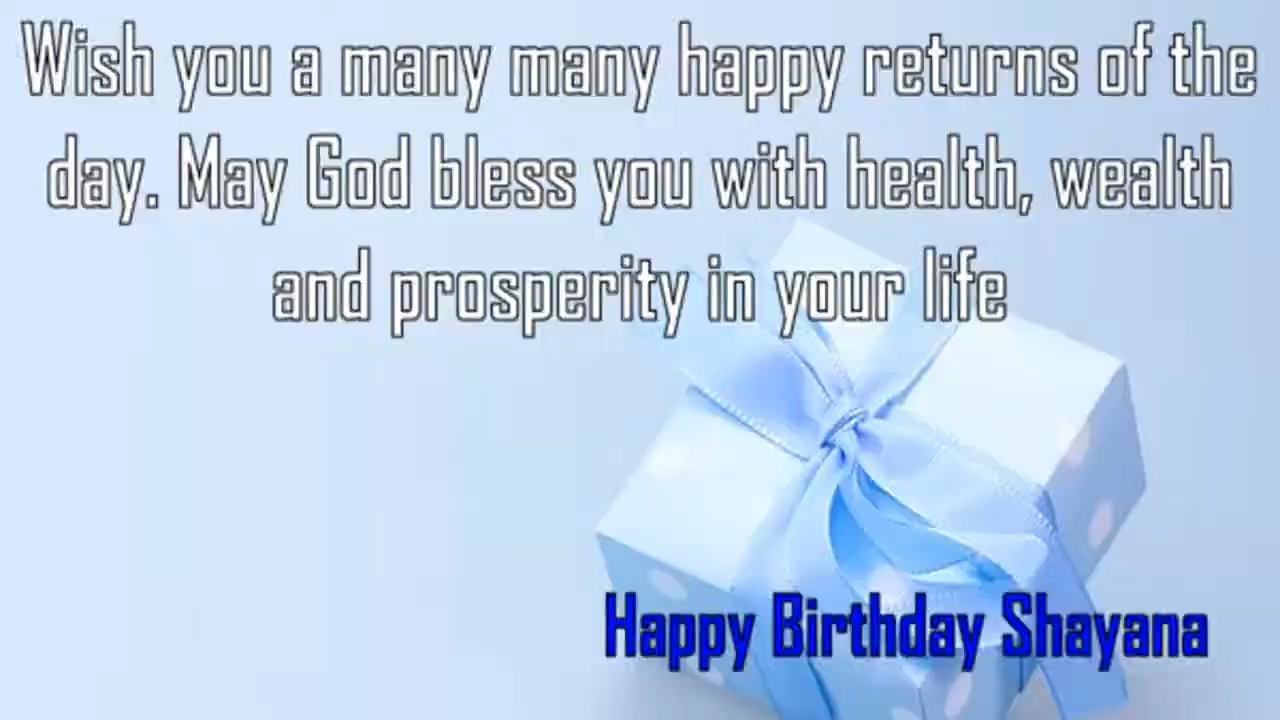 Wish you a many many happy returns of the
day. May God bless you with health, wealth
and prosperity in your life
Happy Birthday Shayana